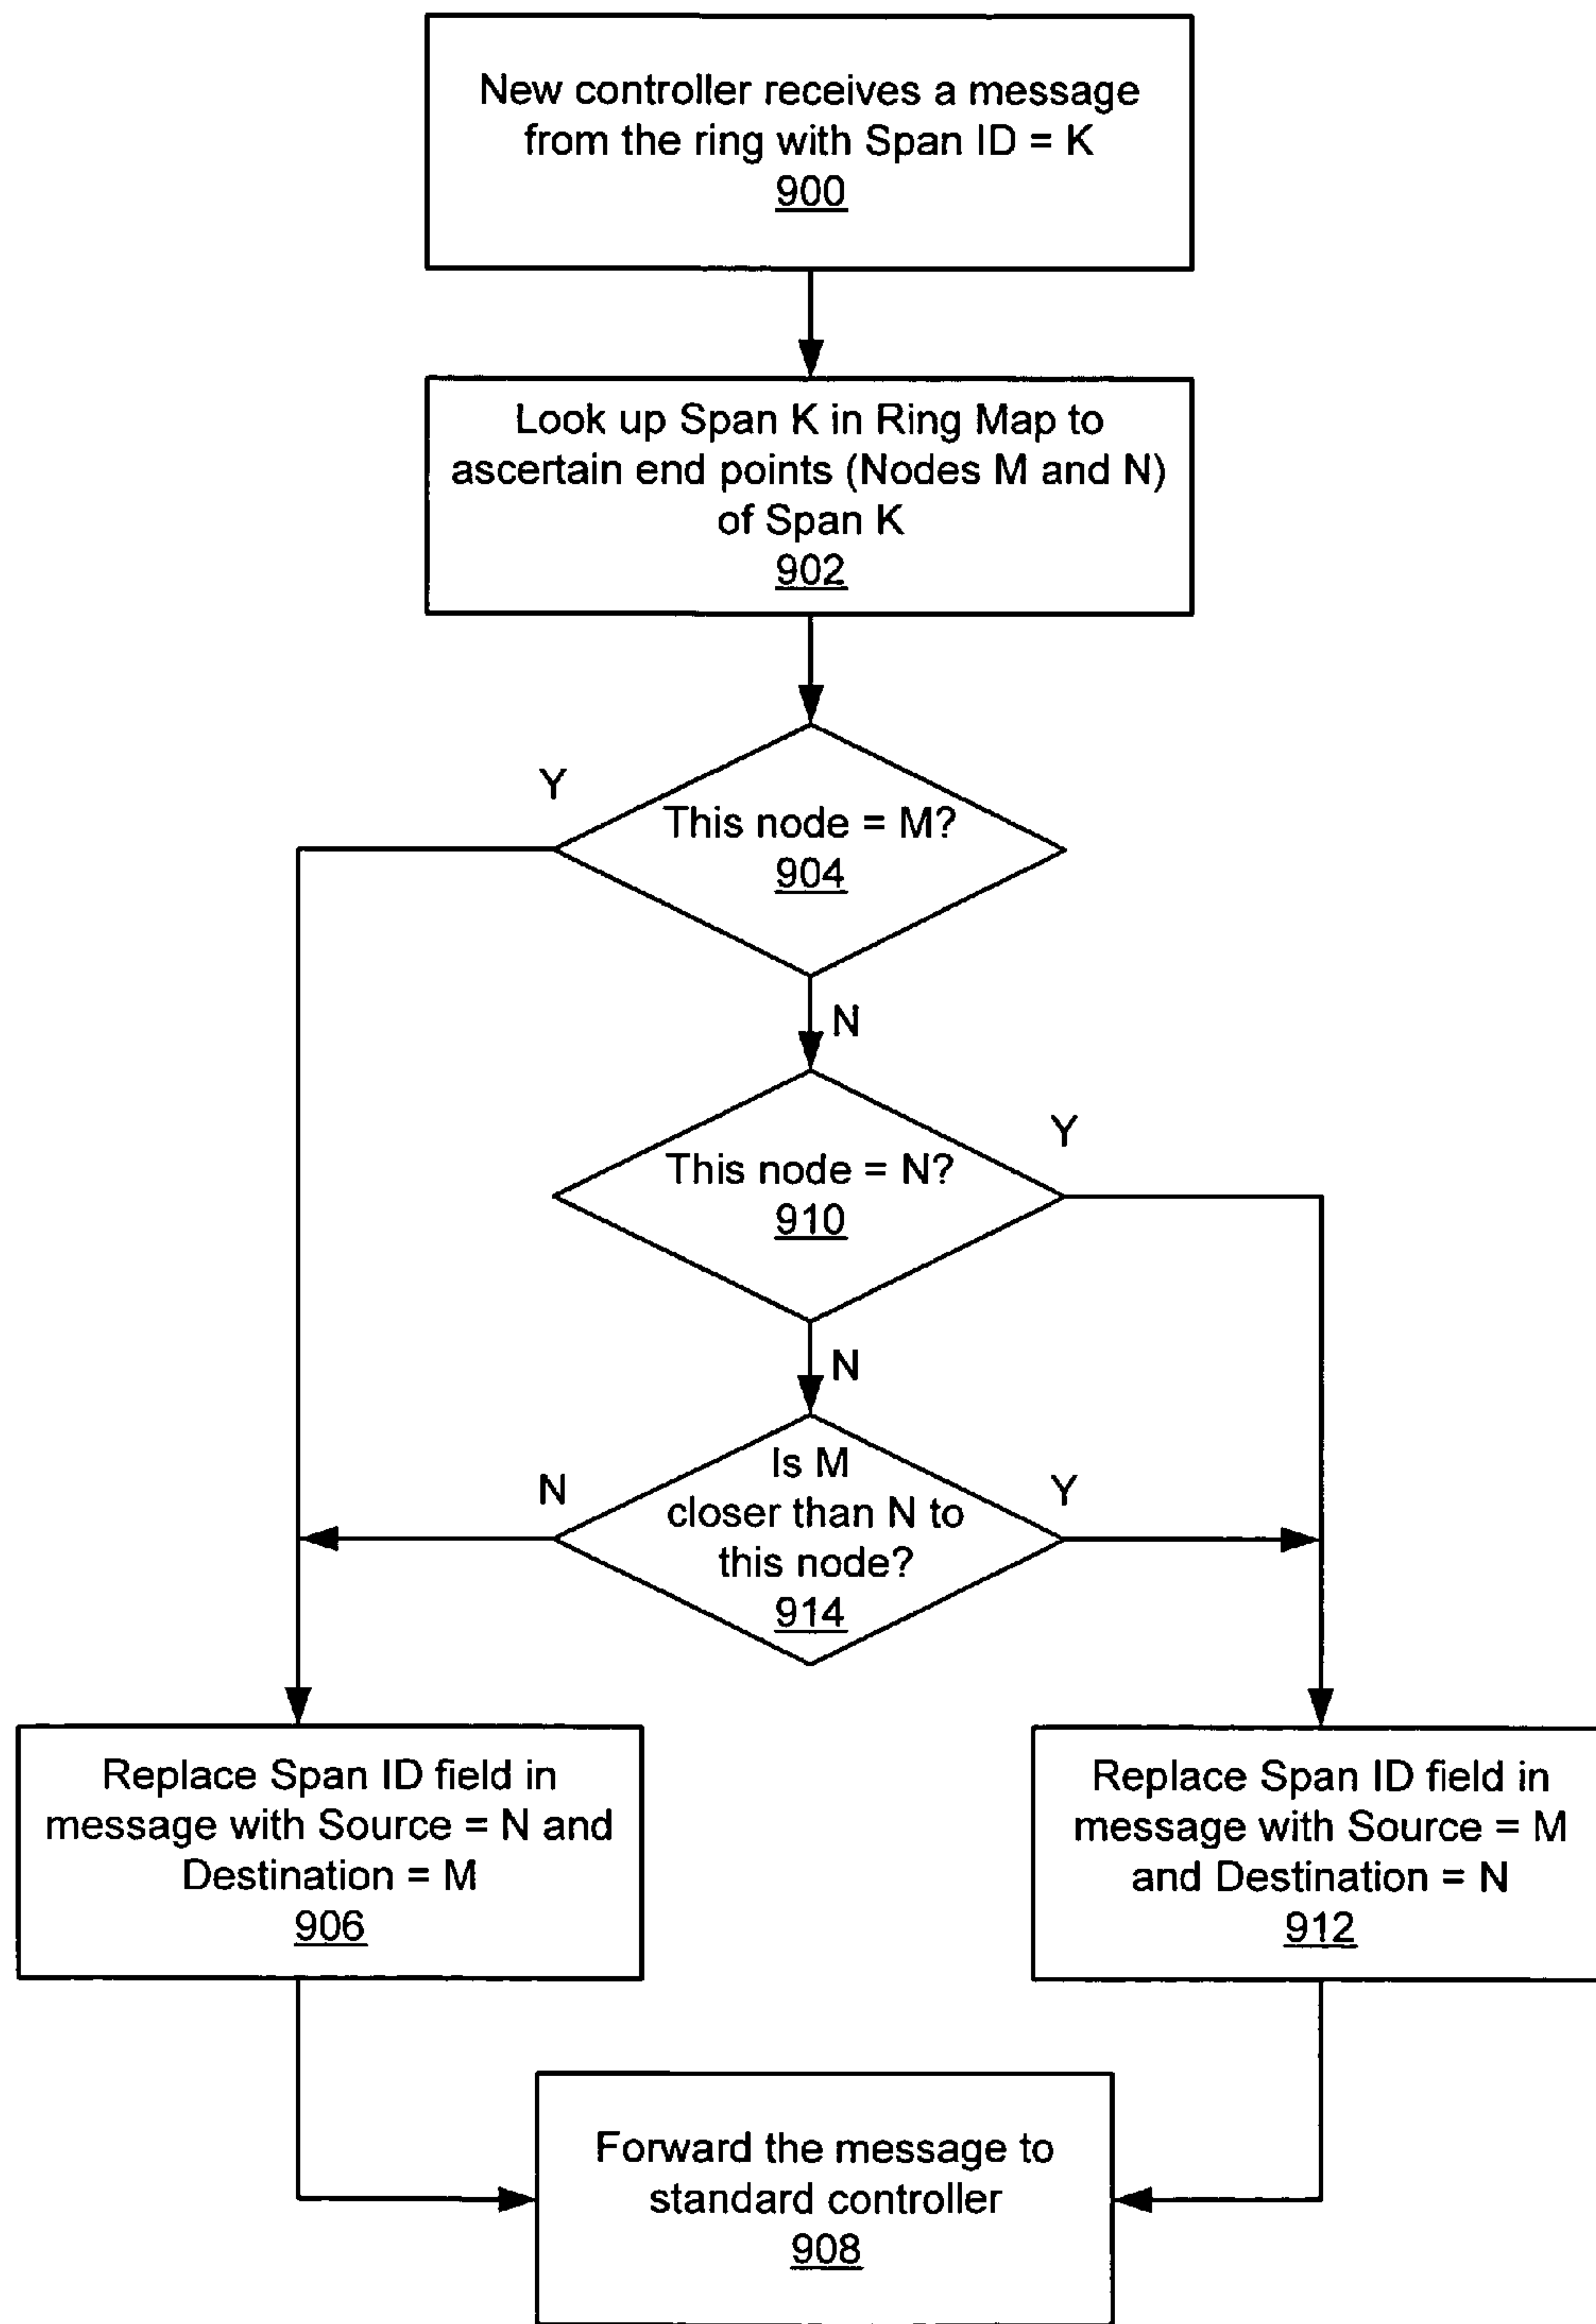 New controller receives a message
from the ring with Span ID = K
900
Look up Span K in Ring Map to
ascertain end points (Nodes M and N)
of Span K
902
Y
This node = M?
904
N
Y
This node = N?
910
N
N
Is M
closer than N to
this node?
914
Y
Replace Span ID field in
message with Source = N and
Destination = M
906
Replace Span ID field in
message with Source = M
and Destination = N
912
Forward the message to
standard controller
908